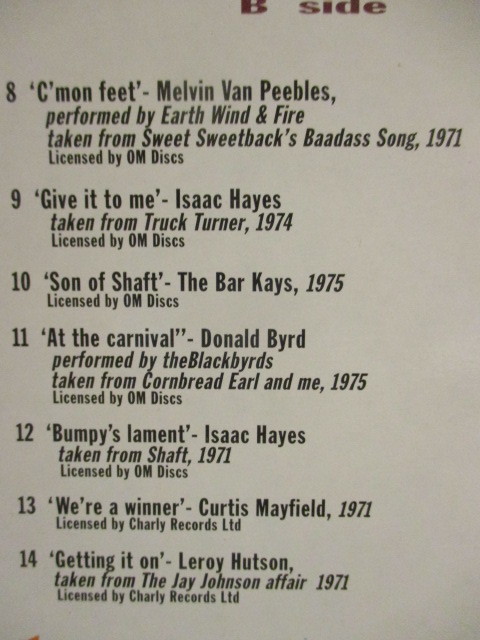 B side
8 ‘C’mon feet’- Melvin Van Peebles,
performed by Earth Wind & Fire
taken from Sweet Sweetback’s Baadass Song, 1971
Licensed by OM Discs
9 ‘Give it to me’- Isaac Hayes
taken from Truck Turner, 1974
Licensed by OM Discs
10 ‘Son of Shaft’- The Bar Kays, 1975
Licensed by OM Discs
11 ‘At the carnival’’- Donald Byrd
performed by theBlackbyrds
taken from Cornbread Earl and me, 1975
Licensed by OM Discs
12 ‘Bumpy’s lament’- Isaac Hayes
taken from Shaft, 1971
Licensed by OM Discs
13 ‘We’re a winner’- Curtis Mayfield, 1971
Licensed by Charly Records Ltd
14 ‘Getting it on’- Leroy Hutson,
taken from The Jay Johnson affair 1971
Licensed by Charly Records Ltd